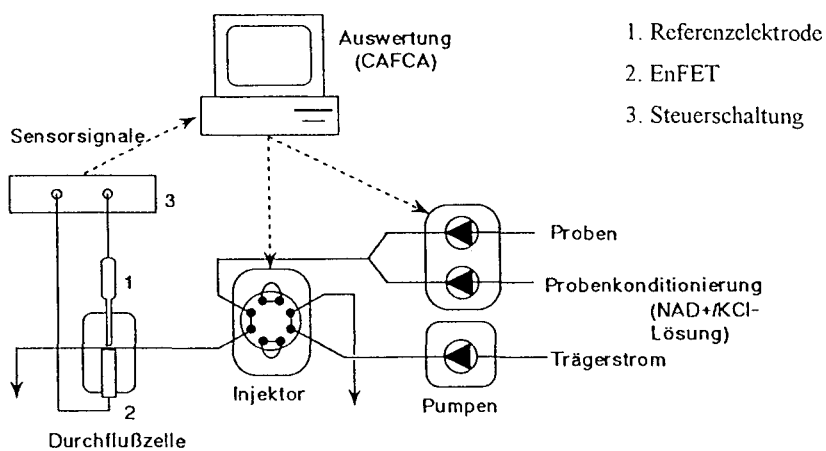 Auswertung
(CAFCA)
1. Referenzelektrode
2. EnFET
3. Steuerschaltung
Sensorsignale
3
Proben
1
Probenkonditionierung
(NAD+/KCl-
Lösung)
Trägerstrom
Injektor
Pumpen
2
Durchflußzelle